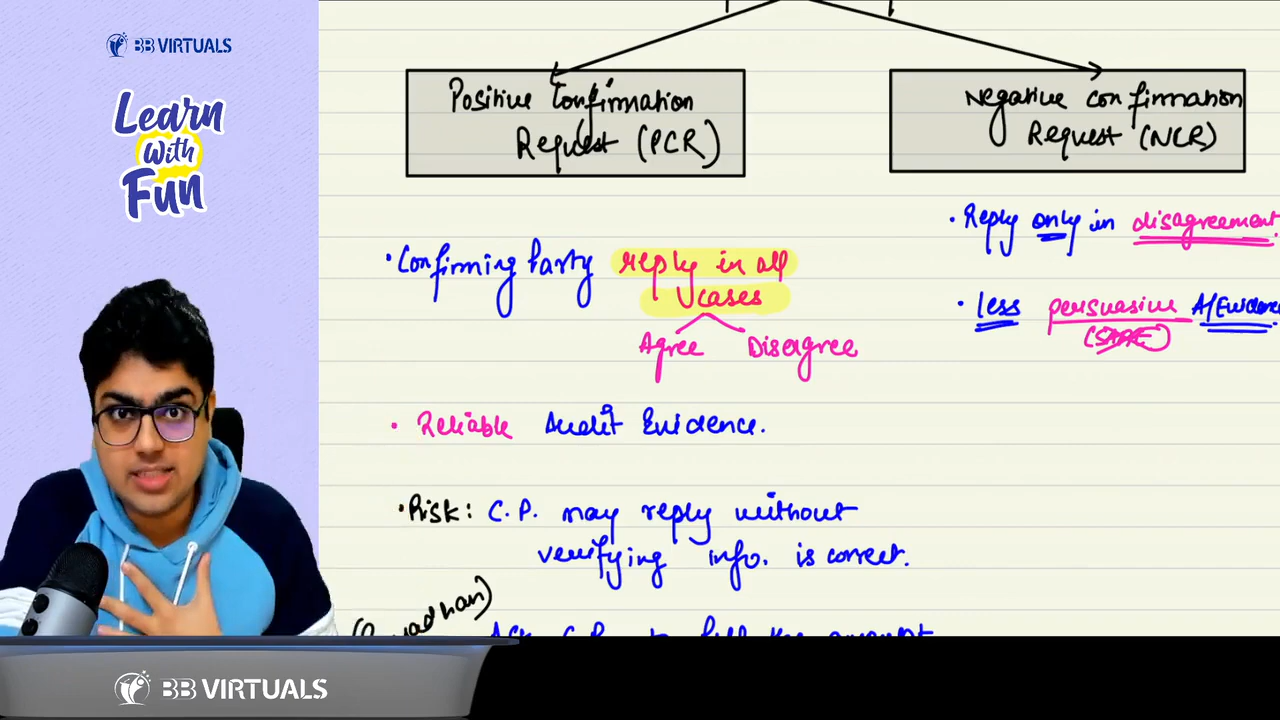 BB VIRTUALS
Learn
With
Fun
Positive Confirmation
Request (PCR)
Negative confirmation
Request (NCR)
• Confirming Party reply in all
cases
Agree Disagree
• Reliable Audit Evidence.
• Risk: C.P. may reply without
verifying info. is correct.
• Reply only in disagreement.
• less persuasive A/Evidence
BB VIRTUALS